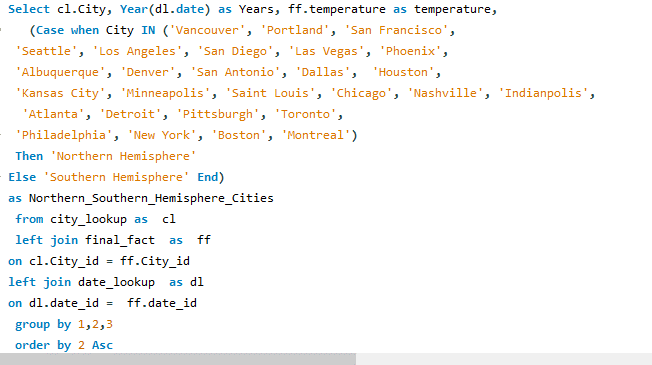 Select cl.City, Year(dl.date) as Years, ff.temperature as temperature,
(Case when City IN ('Vancouver', 'Portland', 'San Francisco',
'Seattle', 'Los Angeles', 'San Diego', 'Las Vegas', 'Phoenix',
'Albuquerque', 'Denver', 'San Antonio', 'Dallas',  'Houston',
'Kansas City', 'Minneapolis', 'Saint Louis', 'Chicago', 'Nashville', 'Indianpolis',
'Atlanta', 'Detroit', 'Pittsburgh', 'Toronto',
'Philadelphia', 'New York', 'Boston', 'Montreal')
Then 'Northern Hemisphere'
Else 'Southern Hemisphere' End)
as Northern_Southern_Hemisphere_Cities
from city_lookup as  cl
left join final_fact  as  ff
on cl.City_id = ff.City_id
left join date_lookup  as dl
on dl.date_id =  ff.date_id
group by 1,2,3
order by 2 Asc